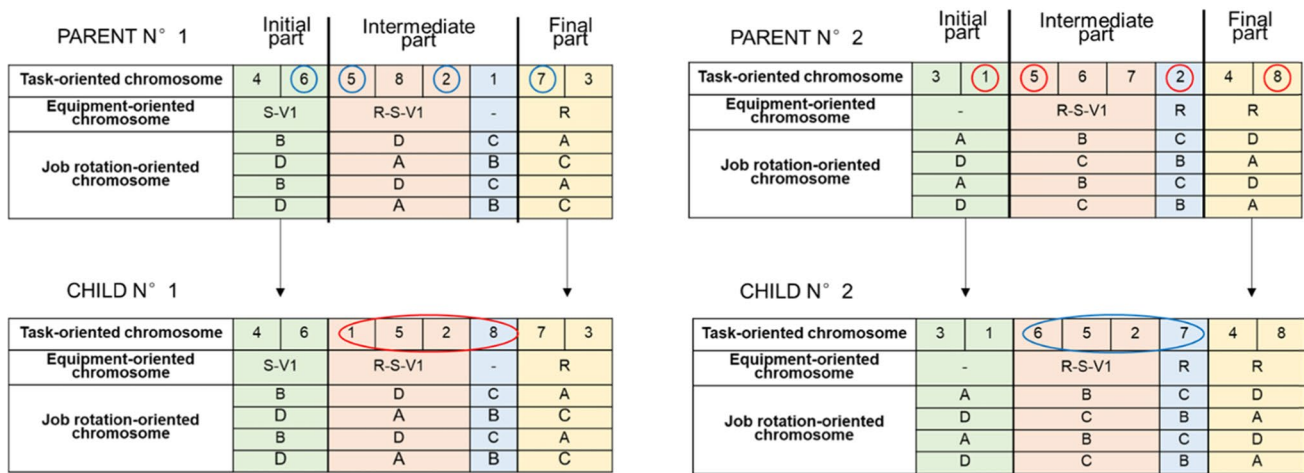 Initial part Intermediate part Final part
PARENT N° 1
Task-oriented chromosome 4 6 5 8 2 1 7 3
Equipment-oriented chromosome S-V1 R-S-V1 - R
Job rotation-oriented chromosome
B D C A
D A B C
B D C A
D A B C
Initial part Intermediate part Final part
PARENT N° 2
Task-oriented chromosome 3 1 5 6 7 2 4 8
Equipment-oriented chromosome - R-S-V1 R R
Job rotation-oriented chromosome
A B C D
D C B A
A B C D
D C B A
CHILD N° 1
Task-oriented chromosome 4 6 1 5 2 8 7 3
Equipment-oriented chromosome S-V1 R-S-V1 - R
Job rotation-oriented chromosome
B D C A
D A B C
B D C A
D A B C
CHILD N° 2
Task-oriented chromosome 3 1 6 5 2 7 4 8
Equipment-oriented chromosome - R-S-V1 R R
Job rotation-oriented chromosome
A B C D
D C B A
A B C D
D C B A